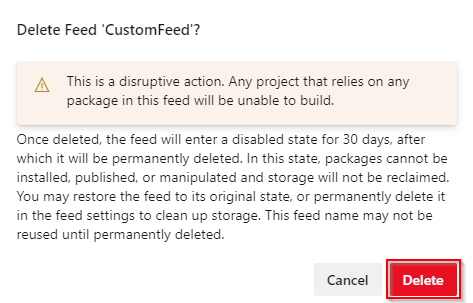 Delete Feed 'CustomFeed'?
This is a disruptive action. Any project that relies on any
package in this feed will be unable to build.
Once deleted, the feed will enter a disabled state for 30 days, after
which it will be permanently deleted. In this state, packages cannot be
installed, published, or manipulated and storage will not be reclaimed.
You may restore the feed to its original state, or permanently delete it
in the feed settings to clean up storage. This feed name may not be
reused until permanently deleted.
Cancel Delete